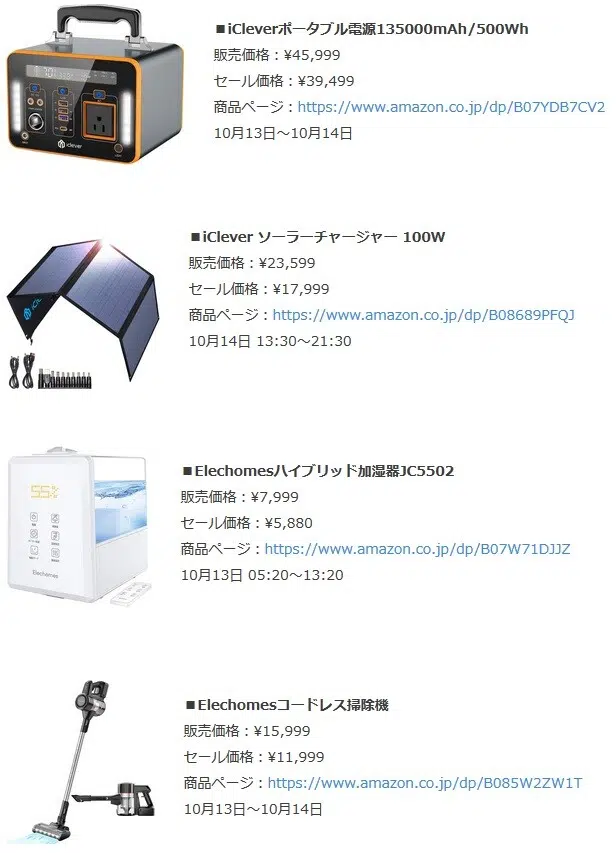 ■iCleverポータブル電源135000mAh/500Wh
販売価格：¥45,999
セール価格：¥39,499
商品ページ：https://www.amazon.co.jp/dp/B07YDB7CV2
10月13日～10月14日
iclever
■iClever ソーラーチャージャー 100W
販売価格：¥23,599
セール価格：¥17,999
商品ページ：https://www.amazon.co.jp/dp/B08689PFQJ
10月14日 13:30～21:30
■Elechomesハイブリッド加湿器JC5502
販売価格：¥7,999
セール価格：¥5,880
商品ページ：https://www.amazon.co.jp/dp/B07W71DJJZ
10月13日 05:20～13:20
55%
Elechomes
■Elechomesコードレス掃除機
販売価格：¥15,999
セール価格：¥11,999
商品ページ：https://www.amazon.co.jp/dp/B085W2ZW1T
10月13日～10月14日